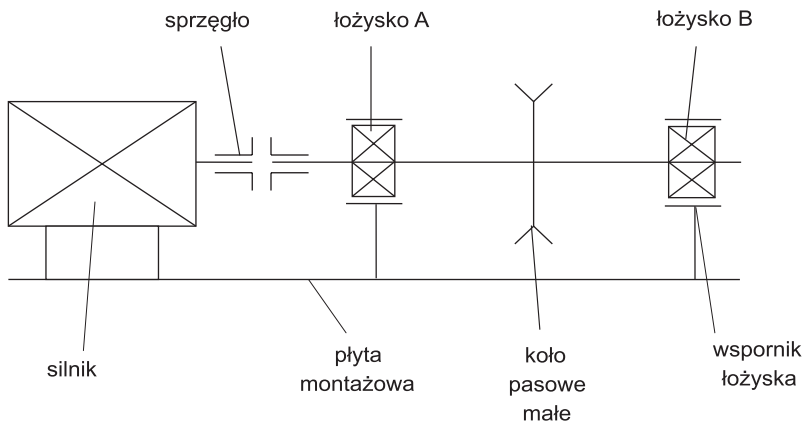 sprzęgło
łożysko A
łożysko B
silnik
płyta
montażowa
koło
pasowe
małe
wspornik
łożyska